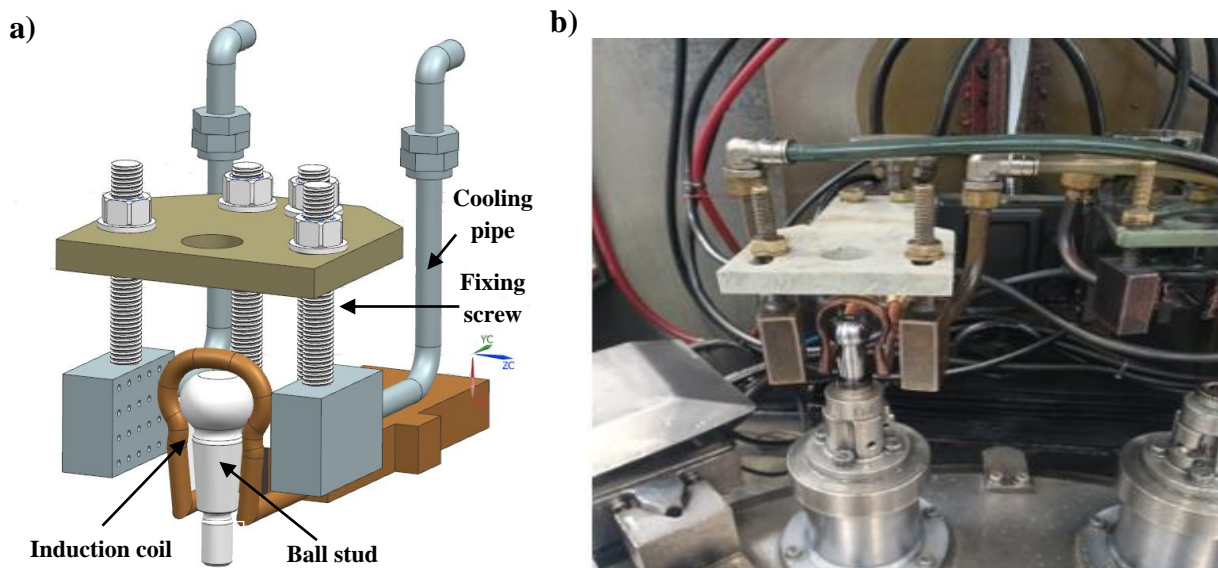 a)
b)
Cooling
pipe
Fixing
screw
YC
ZC
Induction coil
Ball stud